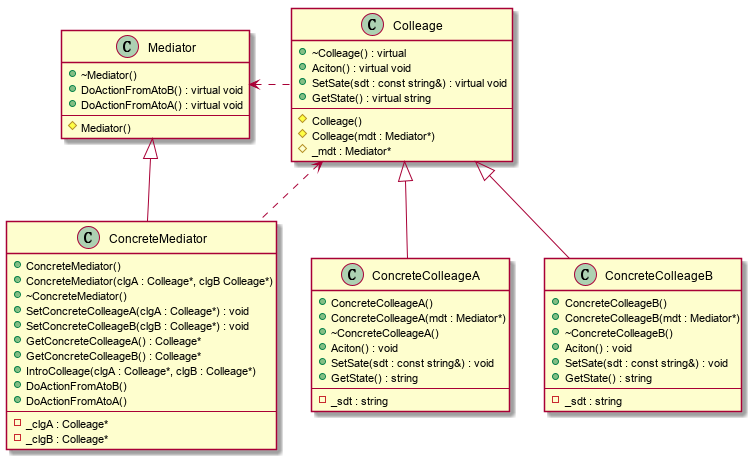 C Mediator
~Mediator()
DoActionFromAtoB() : virtual void
DoActionFromAtoA() : virtual void
Mediator()
C Colleage
~Colleage() : virtual
Aciton() : virtual void
SetSate(sdt : const string&) : virtual void
GetState() : virtual string
Colleage()
Colleage(mdt : Mediator*)
_mdt : Mediator*
C ConcreteMediator
ConcreteMediator()
ConcreteMediator(clgA : Colleage*, clgB Colleage*)
~ConcreteMediator()
SetConcreteColleageA(clgA : Colleage*) : void
SetConcreteColleageB(clgB : Colleage*) : void
GetConcreteColleageA() : Colleage*
GetConcreteColleageB() : Colleage*
IntroColleage(clgA : Colleage*, clgB : Colleage*)
DoActionFromAtoB()
DoActionFromAtoA()
_clgA : Colleage*
_clgB : Colleage*
C ConcreteColleageA
ConcreteColleageA()
ConcreteColleageA(mdt : Mediator*)
~ConcreteColleageA()
Aciton() : void
SetSate(sdt : const string&) : void
GetState() : string
_sdt : string
C ConcreteColleageB
ConcreteColleageB()
ConcreteColleageB(mdt : Mediator*)
~ConcreteColleageB()
Aciton() : void
SetSate(sdt : const string&) : void
GetState() : string
_sdt : string